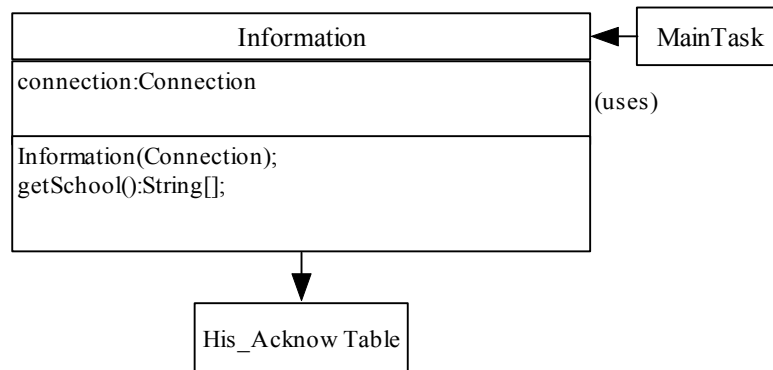 Information
MainTask
connection:Connection
(uses)
Information(Connection);
getSchool():String[];
His_Acknow Table